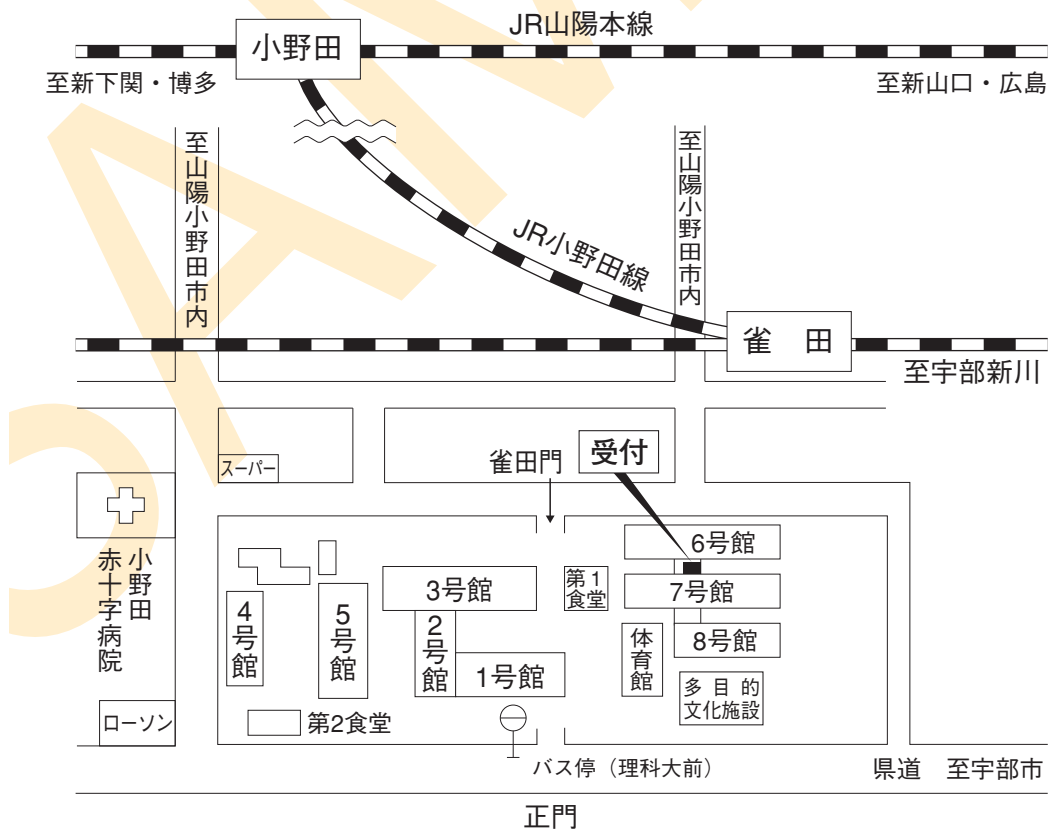 JR山陽本線
小野田
至新下関・博多
至新山口・広島
至山陽小野田市内
至山陽小野田市内
JR小野田線
雀　田
至宇部新川
スーパー
雀田門
受付
小野田
赤十字病院
6号館
第1
食堂
7号館
3号館
4号館
5号館
2号館
体育館
8号館
1号館
多目的
文化施設
ローソン
第2食堂
バス停（理科大前）
県道　至宇部市
正門